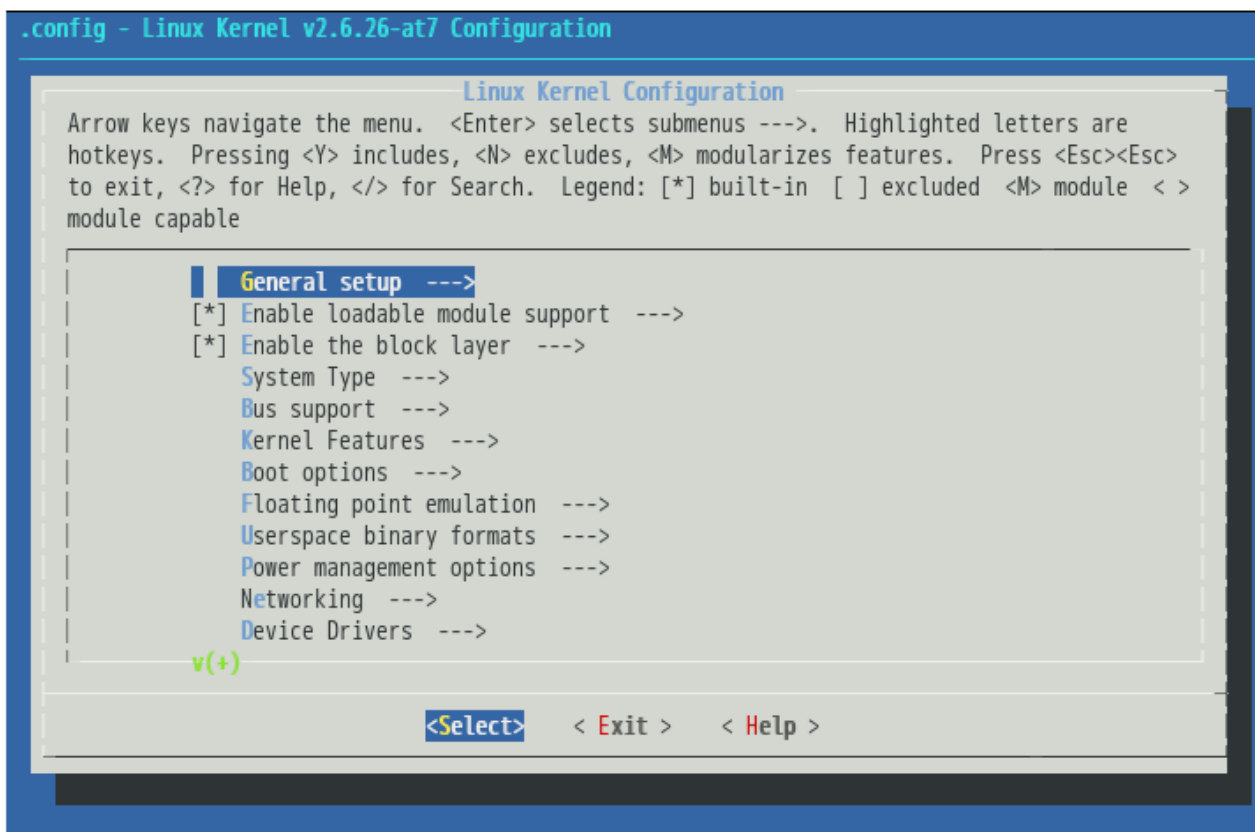 .config - Linux Kernel v2.6.26-at7 Configuration
Linux Kernel Configuration
Arrow keys navigate the menu.  <Enter> selects submenus --->.  Highlighted letters are
hotkeys.  Pressing <Y> includes, <N> excludes, <M> modularizes features.  Press <Esc><Esc>
to exit, <?> for Help, </> for Search.  Legend: [*] built-in  [ ] excluded  <M> module  < >
module capable
General setup  --->
[*] Enable loadable module support  --->
[*] Enable the block layer  --->
System Type  --->
Bus support  --->
Kernel Features  --->
Boot options  --->
Floating point emulation  --->
Userspace binary formats  --->
Power management options  --->
Networking  --->
Device Drivers  --->
v(+)
<Select>    < Exit >    < Help >